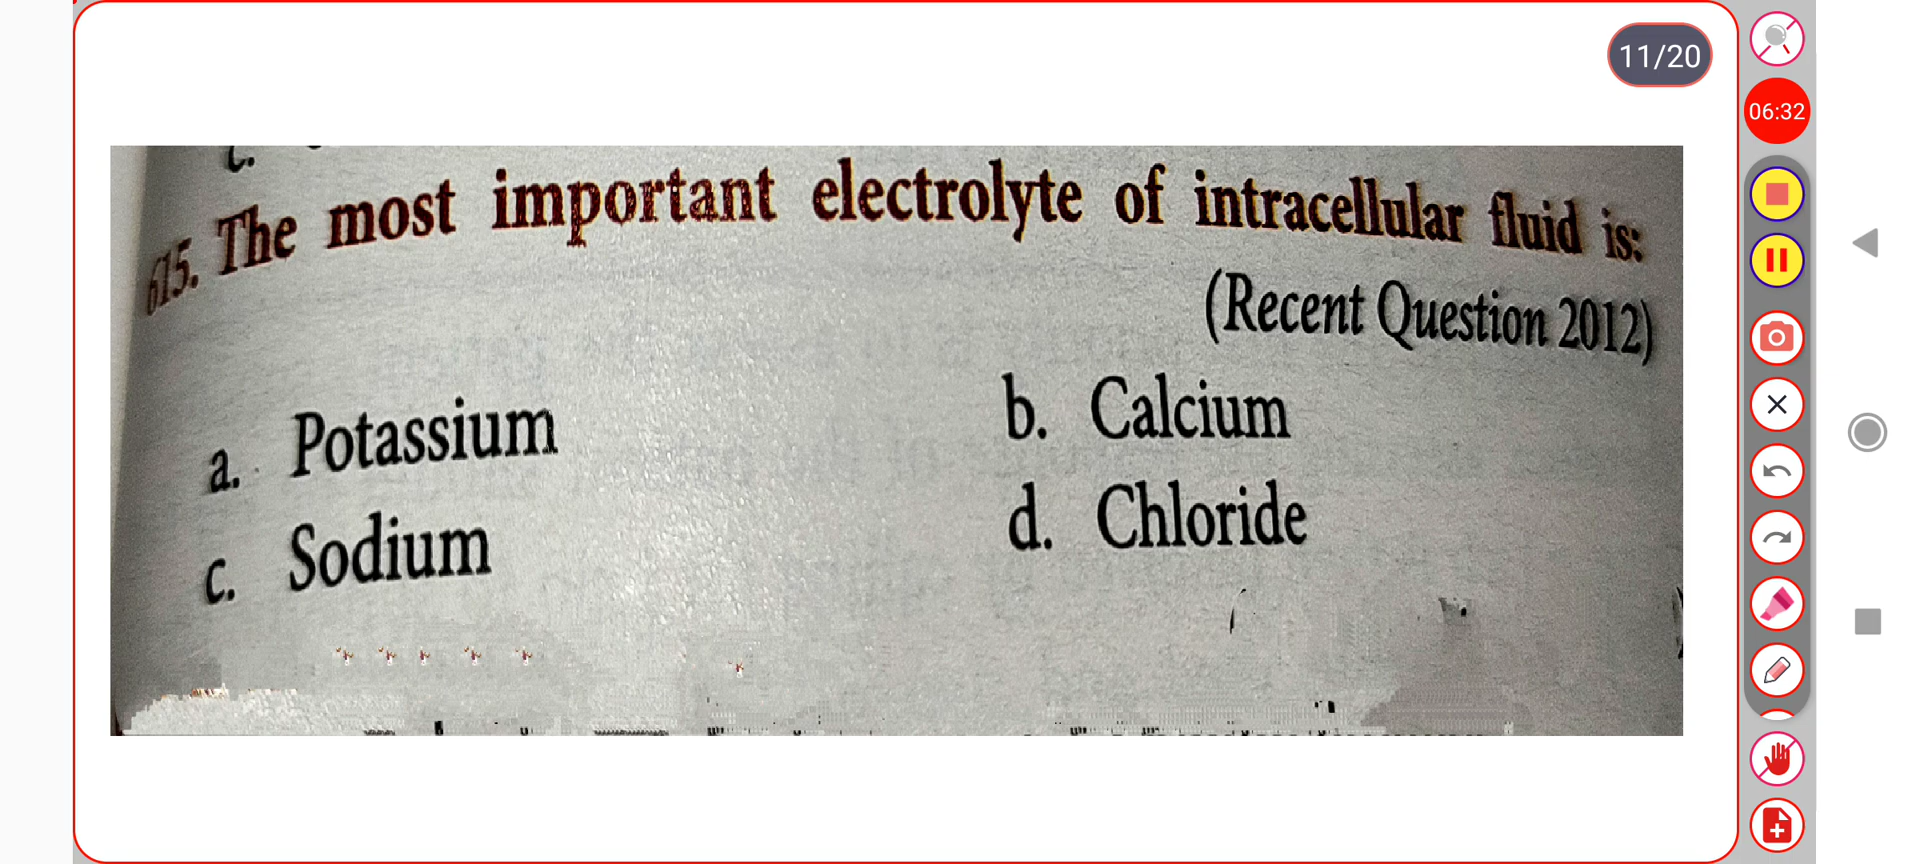 11/20
06:32
615. The most important electrolyte of intracellular fluid is:
(Recent Question 2012)
a. Potassium
b. Calcium
c. Sodium
d. Chloride